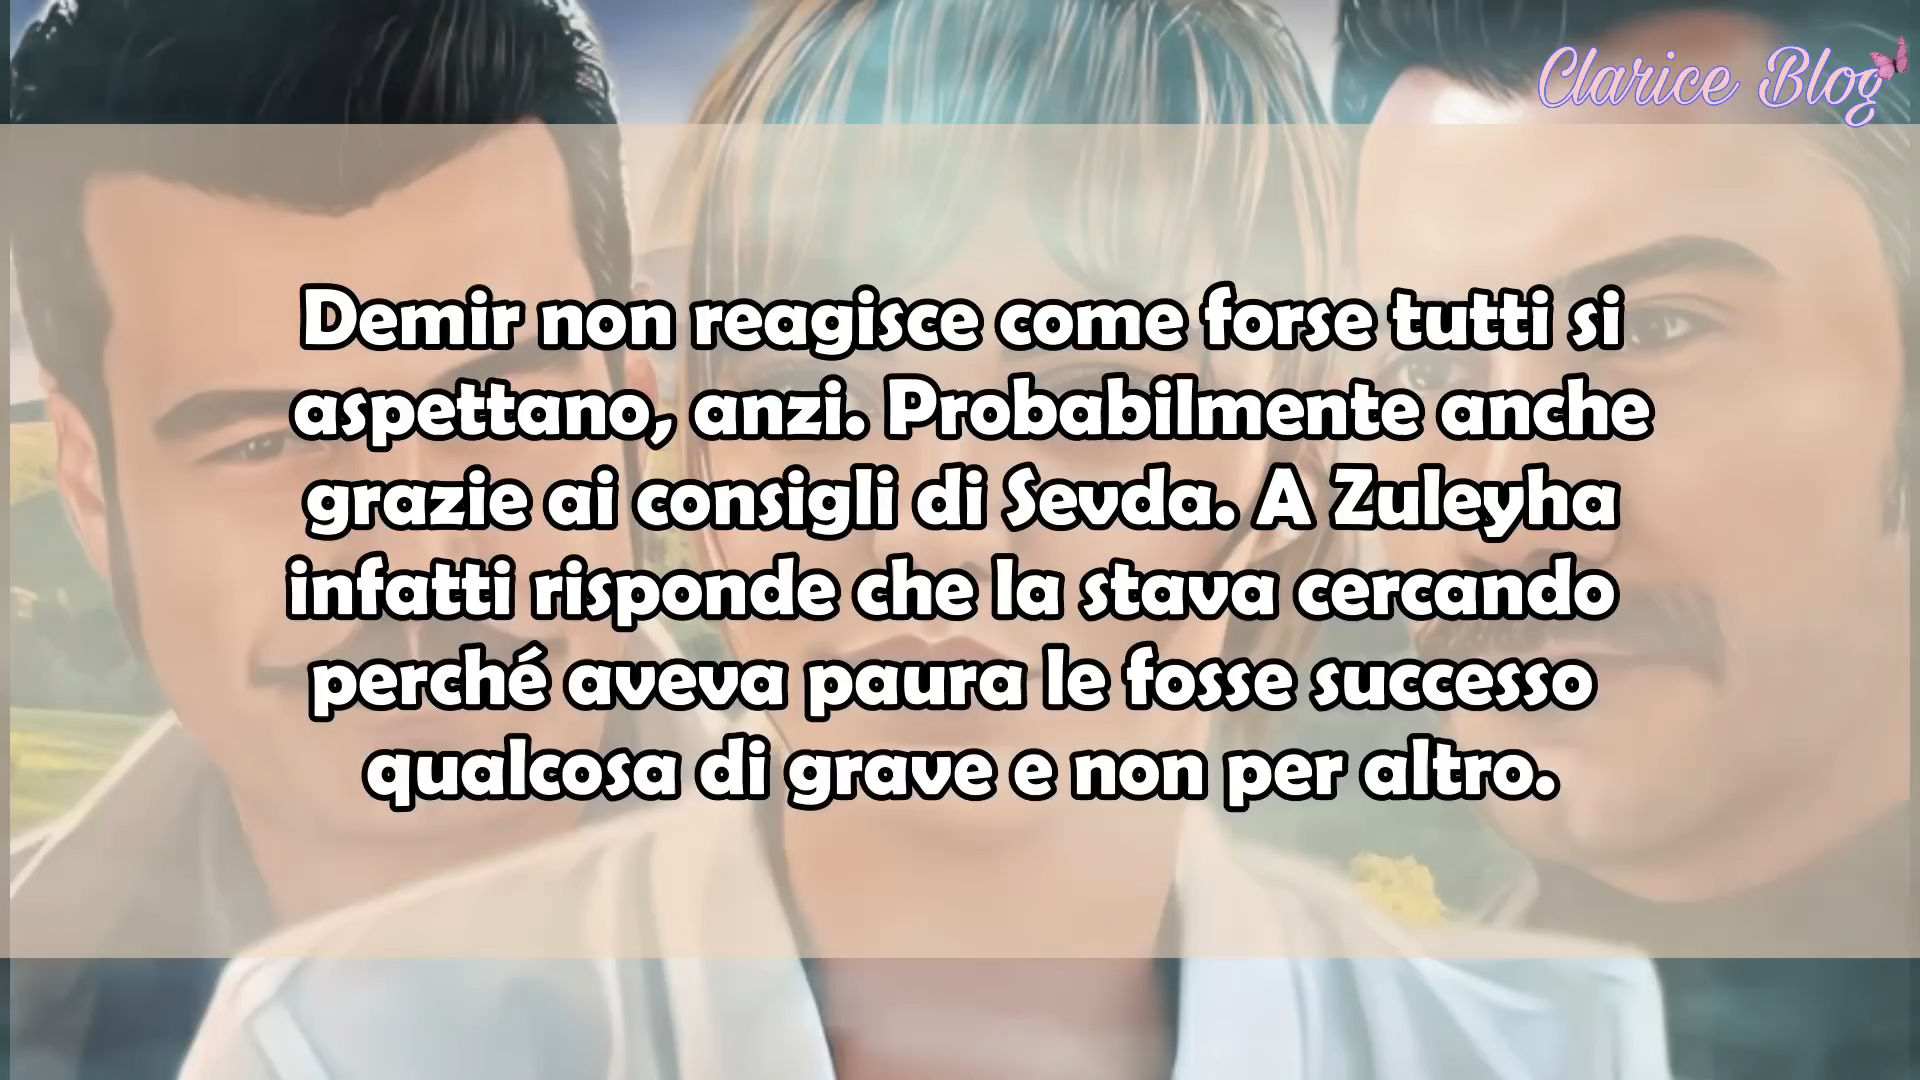 Clarice Blog
Demir non reagisce come forse tutti si
aspettano, anzi. Probabilmente anche
grazie ai consigli di Sevda. A Zuleyha
infatti risponde che la stava cercando
perché aveva paura le fosse successo
qualcosa di grave e non per altro.